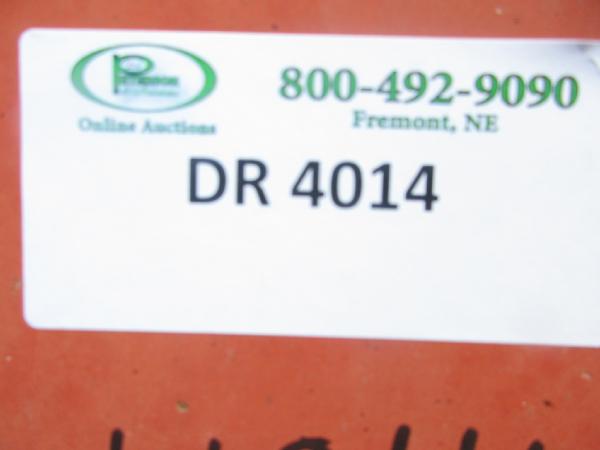 800-492-9090
Online Auctions
Fremont, NE
DR 4014